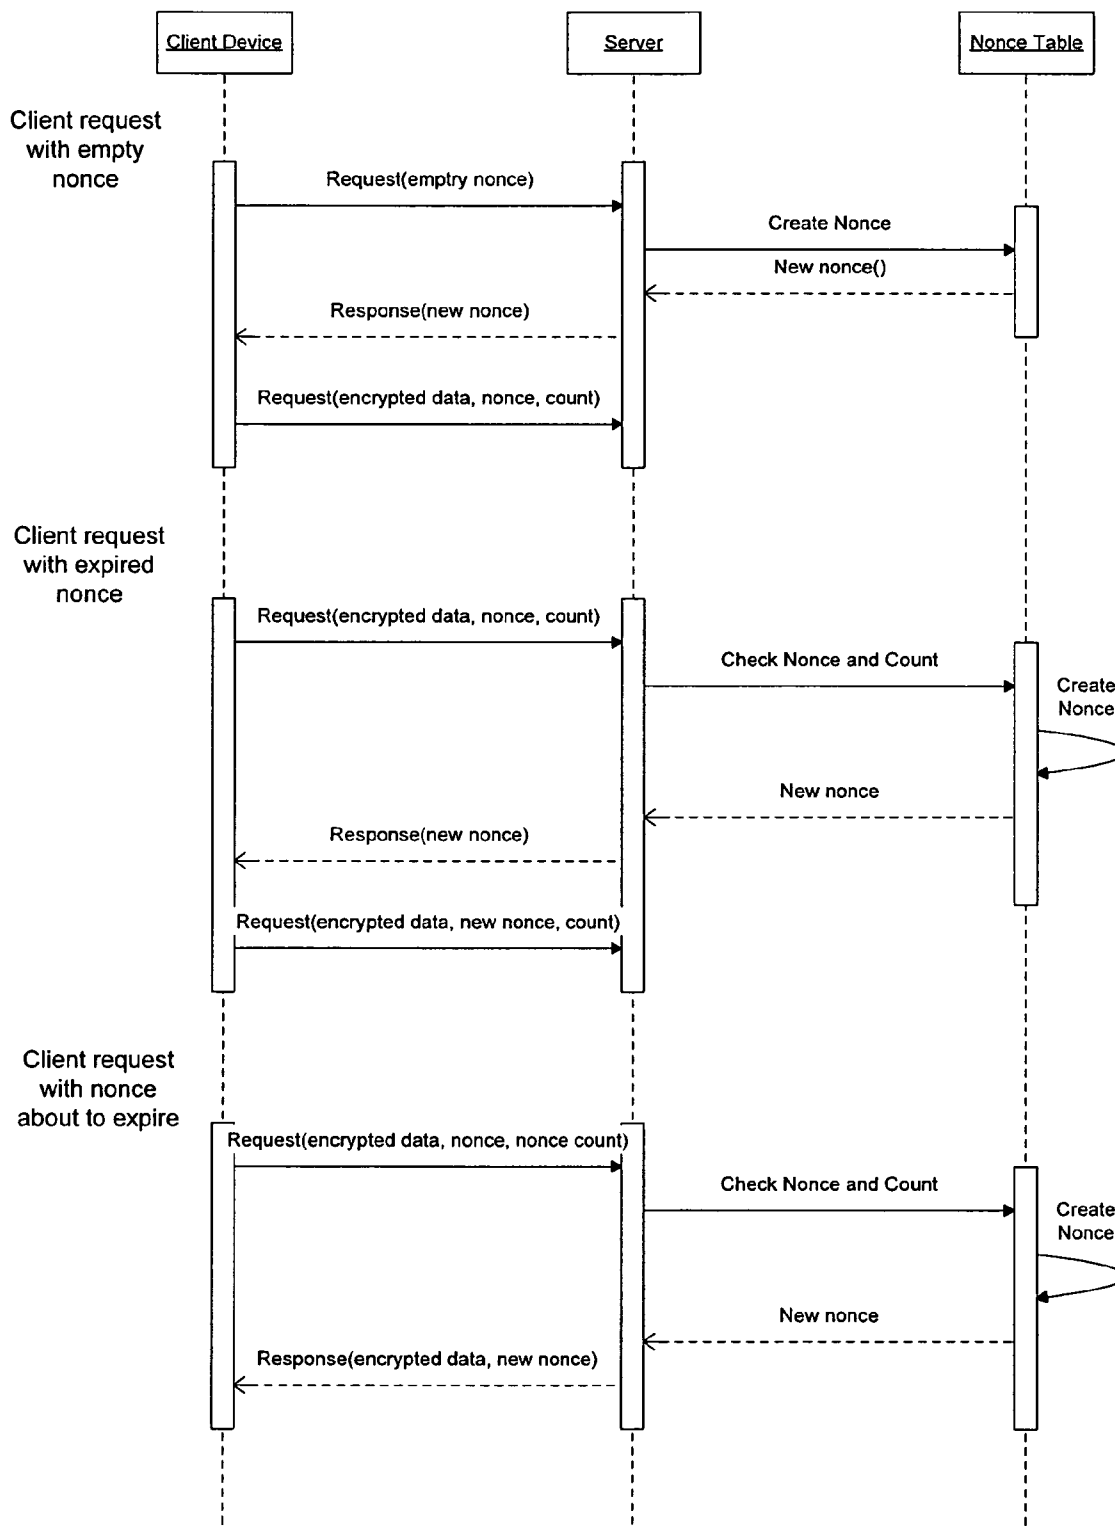 Client Device
Server
Nonce Table
Client request
with empty
nonce
Request(emptry nonce)
Create Nonce
New nonce()
Response(new nonce)
Request(encrypted data, nonce, count)
Client request
with expired
nonce
Request(encrypted data, nonce, count)
Check Nonce and Count
Create
Nonce
New nonce
Response(new nonce)
Request(encrypted data, new nonce, count)
Client request
with nonce
about to expire
Request(encrypted data, nonce, nonce count)
Check Nonce and Count
Create
Nonce
New nonce
Response(encrypted data, new nonce)